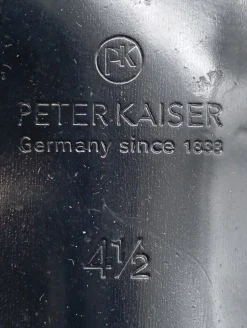 PK
PETER KAISER
Germany since 1838
4½